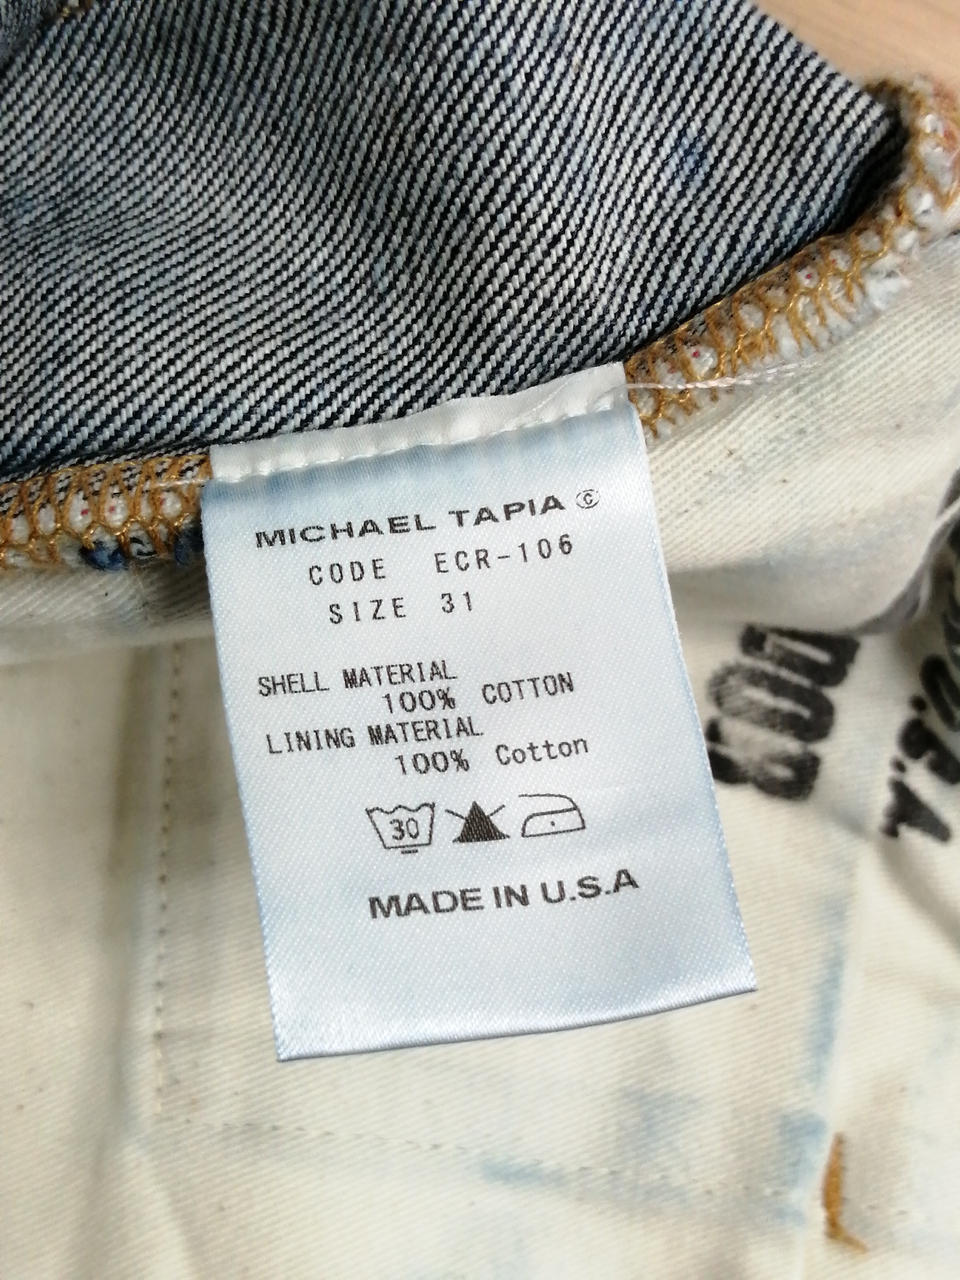 MICHAEL TAPIA ©
CODE ECR-106
SIZE 31
SHELL MATERIAL
100% COTTON
LINING MATERIAL
100% Cotton
30
MADE IN U.S.A